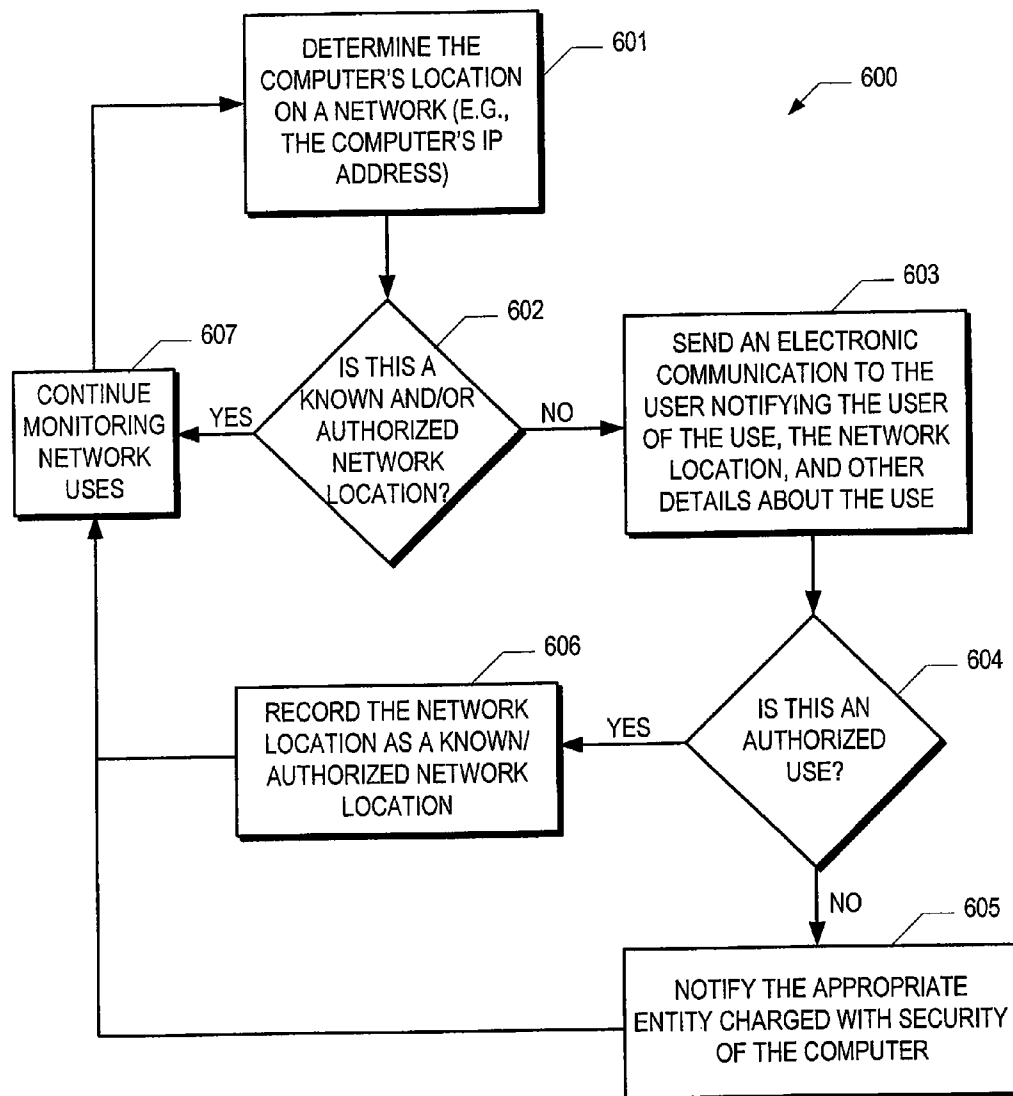 DETERMINE THE
COMPUTER'S LOCATION
ON A NETWORK (E.G.,
THE COMPUTER'S IP
ADDRESS)
601
600
602
IS THIS A
KNOWN AND/OR
AUTHORIZED
NETWORK
LOCATION?
YES
NO
607
CONTINUE
MONITORING
NETWORK
USES
603
SEND AN ELECTRONIC
COMMUNICATION TO THE
USER NOTIFYING THE USER
OF THE USE, THE NETWORK
LOCATION, AND OTHER
DETAILS ABOUT THE USE
604
IS THIS AN
AUTHORIZED
USE?
YES
NO
606
RECORD THE NETWORK
LOCATION AS A KNOWN/
AUTHORIZED NETWORK
LOCATION
605
NOTIFY THE APPROPRIATE
ENTITY CHARGED WITH SECURITY
OF THE COMPUTER